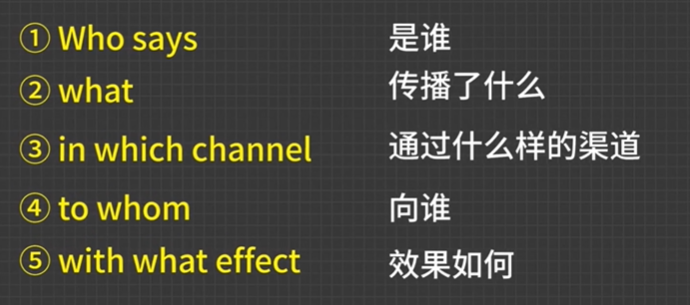 ① Who says 是谁
② what 传播了什么
③ in which channel 通过什么样的渠道
④ to whom 向谁
⑤ with what effect 效果如何